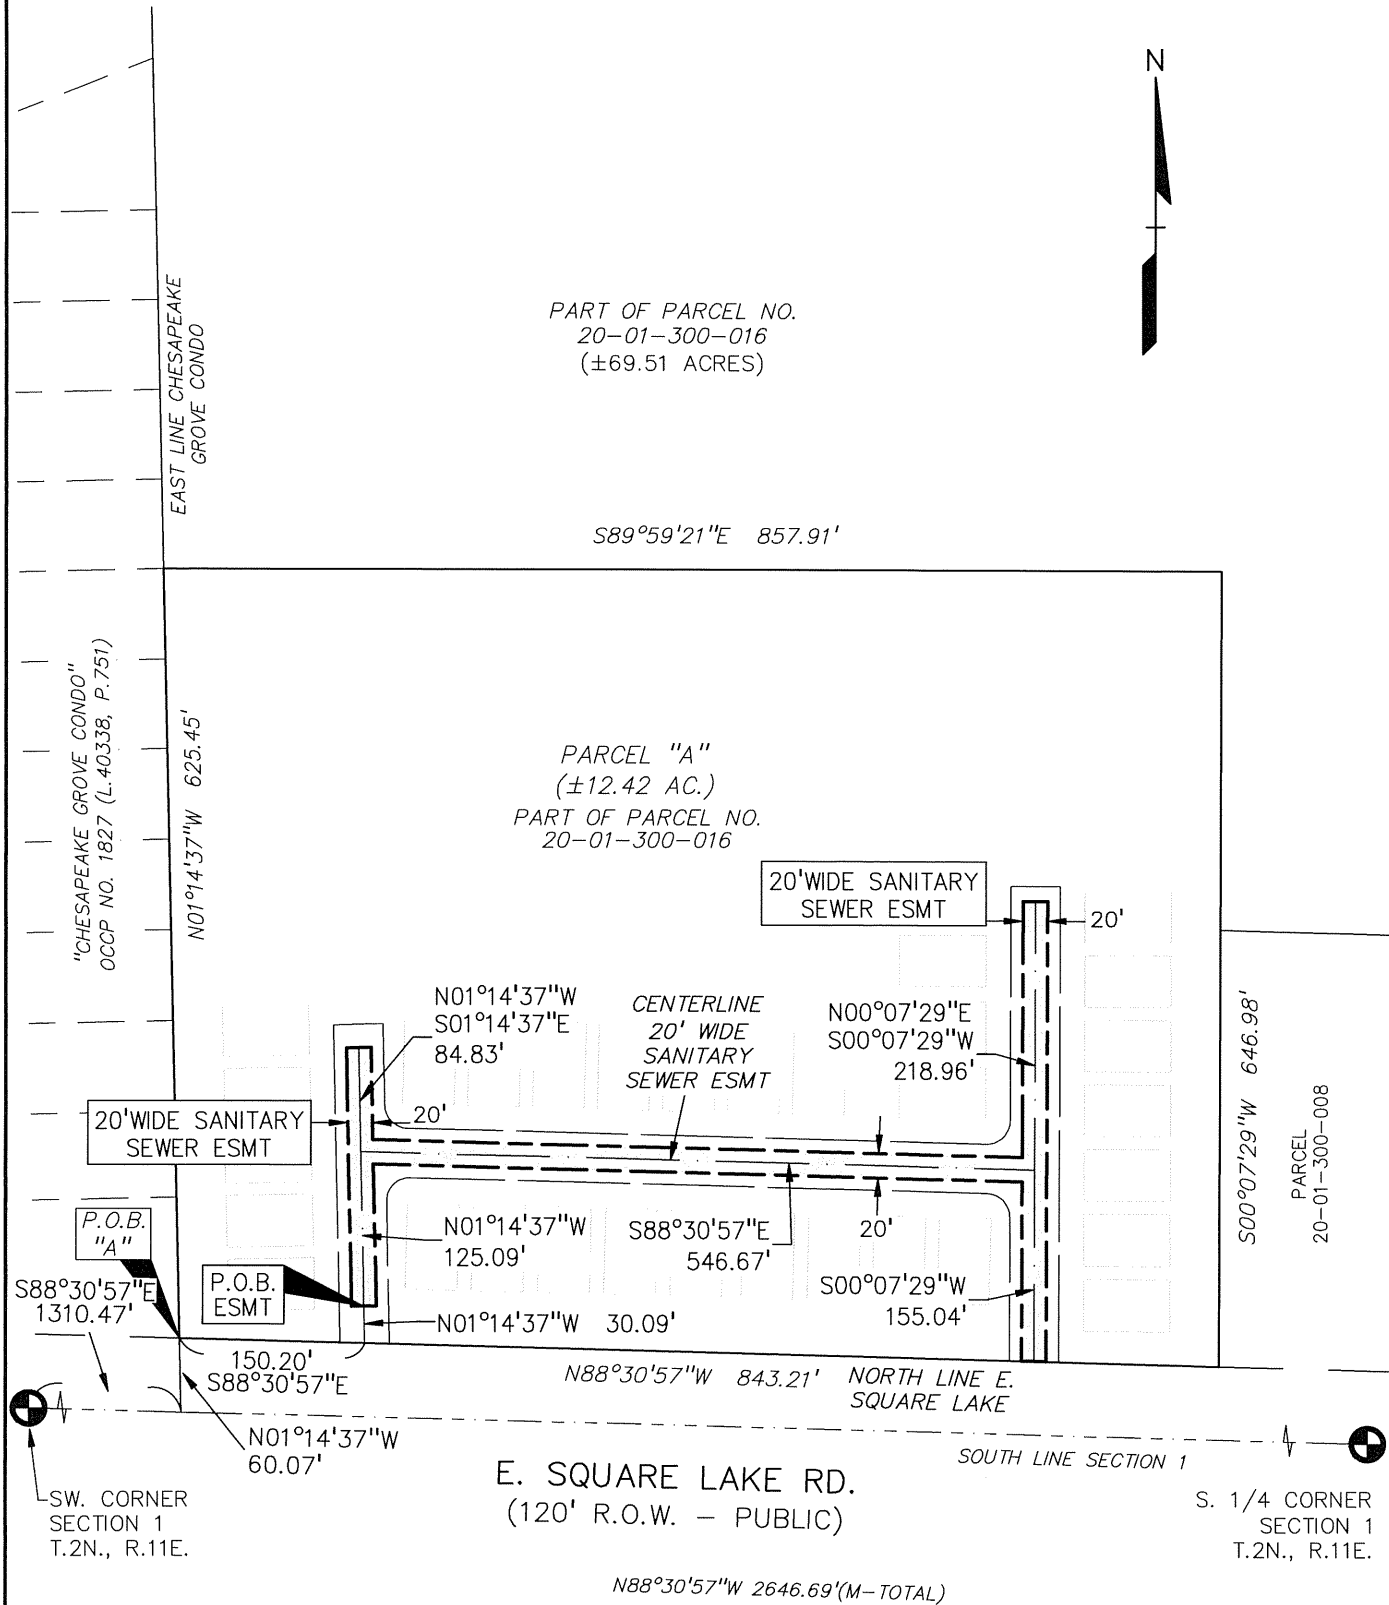 N
EAST LINE CHESAPEAKE
GROVE CONDO
PART OF PARCEL NO.
20-01-300-016
(±69.51 ACRES)
S89°59'21"E 857.91'
"CHESAPEAKE GROVE CONDO"
OCCP NO. 1827 (L.40338, P.751)
N01°14'37"W 625.45'
PARCEL "A"
(±12.42 AC.)
PART OF PARCEL NO.
20-01-300-016
20'WIDE SANITARY
SEWER ESMT
20'
N01°14'37"W
S01°14'37"E
84.83'
CENTERLINE
20' WIDE
SANITARY
SEWER ESMT
N00°07'29"E
S00°07'29"W
218.96'
S00°07'29"W 646.98'
PARCEL
20-01-300-008
20'WIDE SANITARY
SEWER ESMT
20'
P.O.B.
"A"
N01°14'37"W
125.09'
S88°30'57"E
546.67'
20'
S88°30'57"E
1310.47'
P.O.B.
ESMT
S00°07'29"W
155.04'
N01°14'37"W 30.09'
150.20'
S88°30'57"E
N88°30'57"W 843.21'
NORTH LINE E.
SQUARE LAKE
N01°14'37"W
60.07'
SOUTH LINE SECTION 1
E. SQUARE LAKE RD.
(120' R.O.W. – PUBLIC)
SW. CORNER
SECTION 1
T.2N., R.11E.
S. 1/4 CORNER
SECTION 1
T.2N., R.11E.
N88°30'57"W 2646.69'(M-TOTAL)